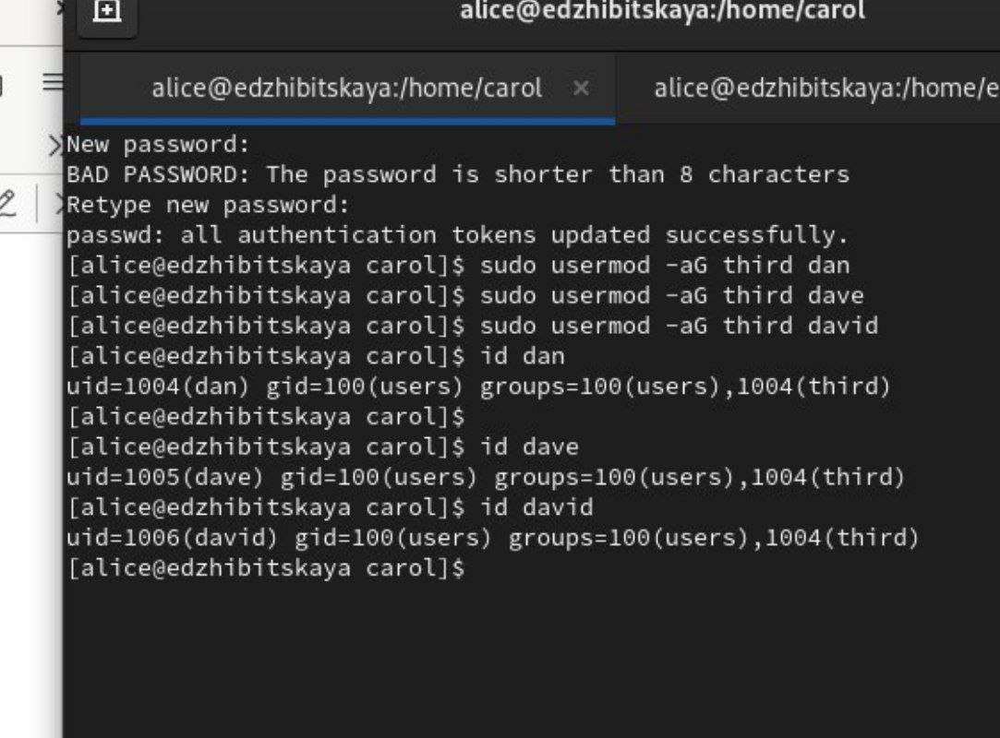 alice@edzhibitskaya:/home/carol
alice@edzhibitskaya:/home/carol × alice@edzhibitskaya:/home/e
New password:
BAD PASSWORD: The password is shorter than 8 characters
Retype new password:
passwd: all authentication tokens updated successfully.
[alice@edzhibitskaya carol]$ sudo usermod -aG third dan
[alice@edzhibitskaya carol]$ sudo usermod -aG third dave
[alice@edzhibitskaya carol]$ sudo usermod -aG third david
[alice@edzhibitskaya carol]$ id dan
uid=1004(dan) gid=100(users) groups=100(users),1004(third)
[alice@edzhibitskaya carol]$
[alice@edzhibitskaya carol]$ id dave
uid=1005(dave) gid=100(users) groups=100(users),1004(third)
[alice@edzhibitskaya carol]$ id david
uid=1006(david) gid=100(users) groups=100(users),1004(third)
[alice@edzhibitskaya carol]$